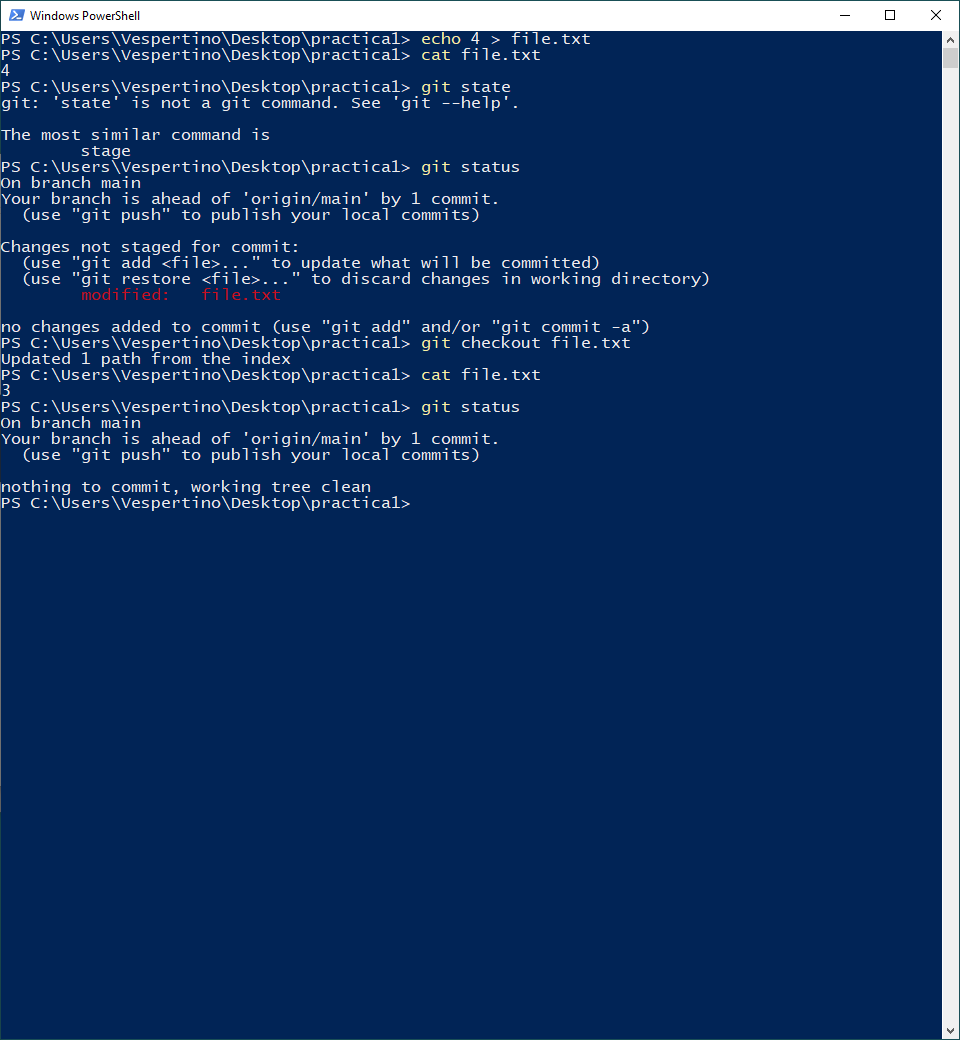 Windows PowerShell
PS C:\Users\Vespertino\Desktop\practica1> echo 4 > file.txt
PS C:\Users\Vespertino\Desktop\practica1> cat file.txt
4
PS C:\Users\Vespertino\Desktop\practica1> git state
git: 'state' is not a git command. See 'git --help'.

The most similar command is
        stage
PS C:\Users\Vespertino\Desktop\practica1> git status
On branch main
Your branch is ahead of 'origin/main' by 1 commit.
  (use "git push" to publish your local commits)

Changes not staged for commit:
  (use "git add <file>..." to update what will be committed)
  (use "git restore <file>..." to discard changes in working directory)
        modified:   file.txt

no changes added to commit (use "git add" and/or "git commit -a")
PS C:\Users\Vespertino\Desktop\practica1> git checkout file.txt
Updated 1 path from the index
PS C:\Users\Vespertino\Desktop\practica1> cat file.txt
3
PS C:\Users\Vespertino\Desktop\practica1> git status
On branch main
Your branch is ahead of 'origin/main' by 1 commit.
  (use "git push" to publish your local commits)

nothing to commit, working tree clean
PS C:\Users\Vespertino\Desktop\practica1>